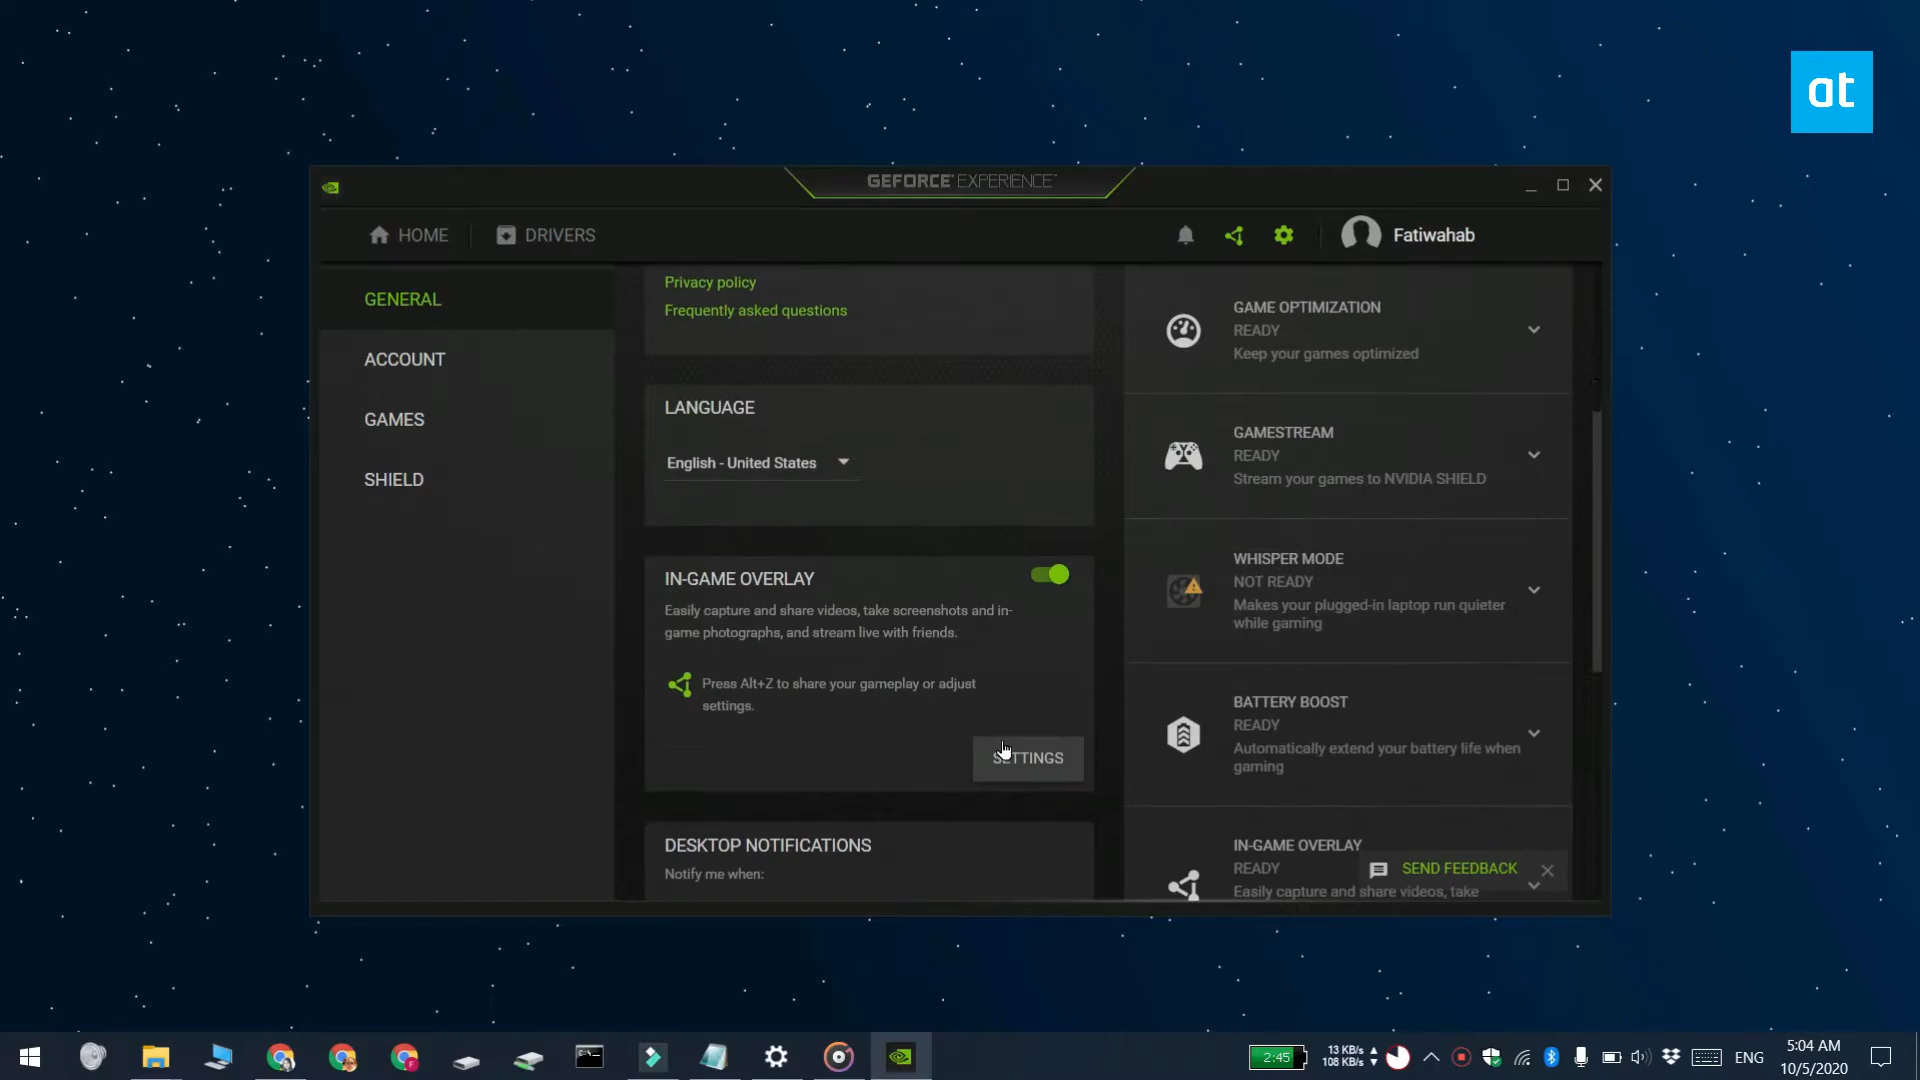 at
GEFORCE EXPERIENCE
HOME
DRIVERS
Fatiwahab
GENERAL
ACCOUNT
GAMES
SHIELD
Privacy policy
Frequently asked questions
LANGUAGE
English - United States
IN-GAME OVERLAY
Easily capture and share videos, take screenshots and in-
game photographs, and stream live with friends.
Press Alt+Z to share your gameplay or adjust
settings.
SETTINGS
DESKTOP NOTIFICATIONS
Notify me when:
GAME OPTIMIZATION
READY
Keep your games optimized
GAMESTREAM
READY
Stream your games to NVIDIA SHIELD
WHISPER MODE
NOT READY
Makes your plugged-in laptop run quieter
while gaming
BATTERY BOOST
READY
Automatically extend your battery life when
gaming
IN-GAME OVERLAY
READY
Easily capture and share videos, take
SEND FEEDBACK
2:45
13 KB/s
108 KB/s
ENG
5:04 AM
10/5/2020